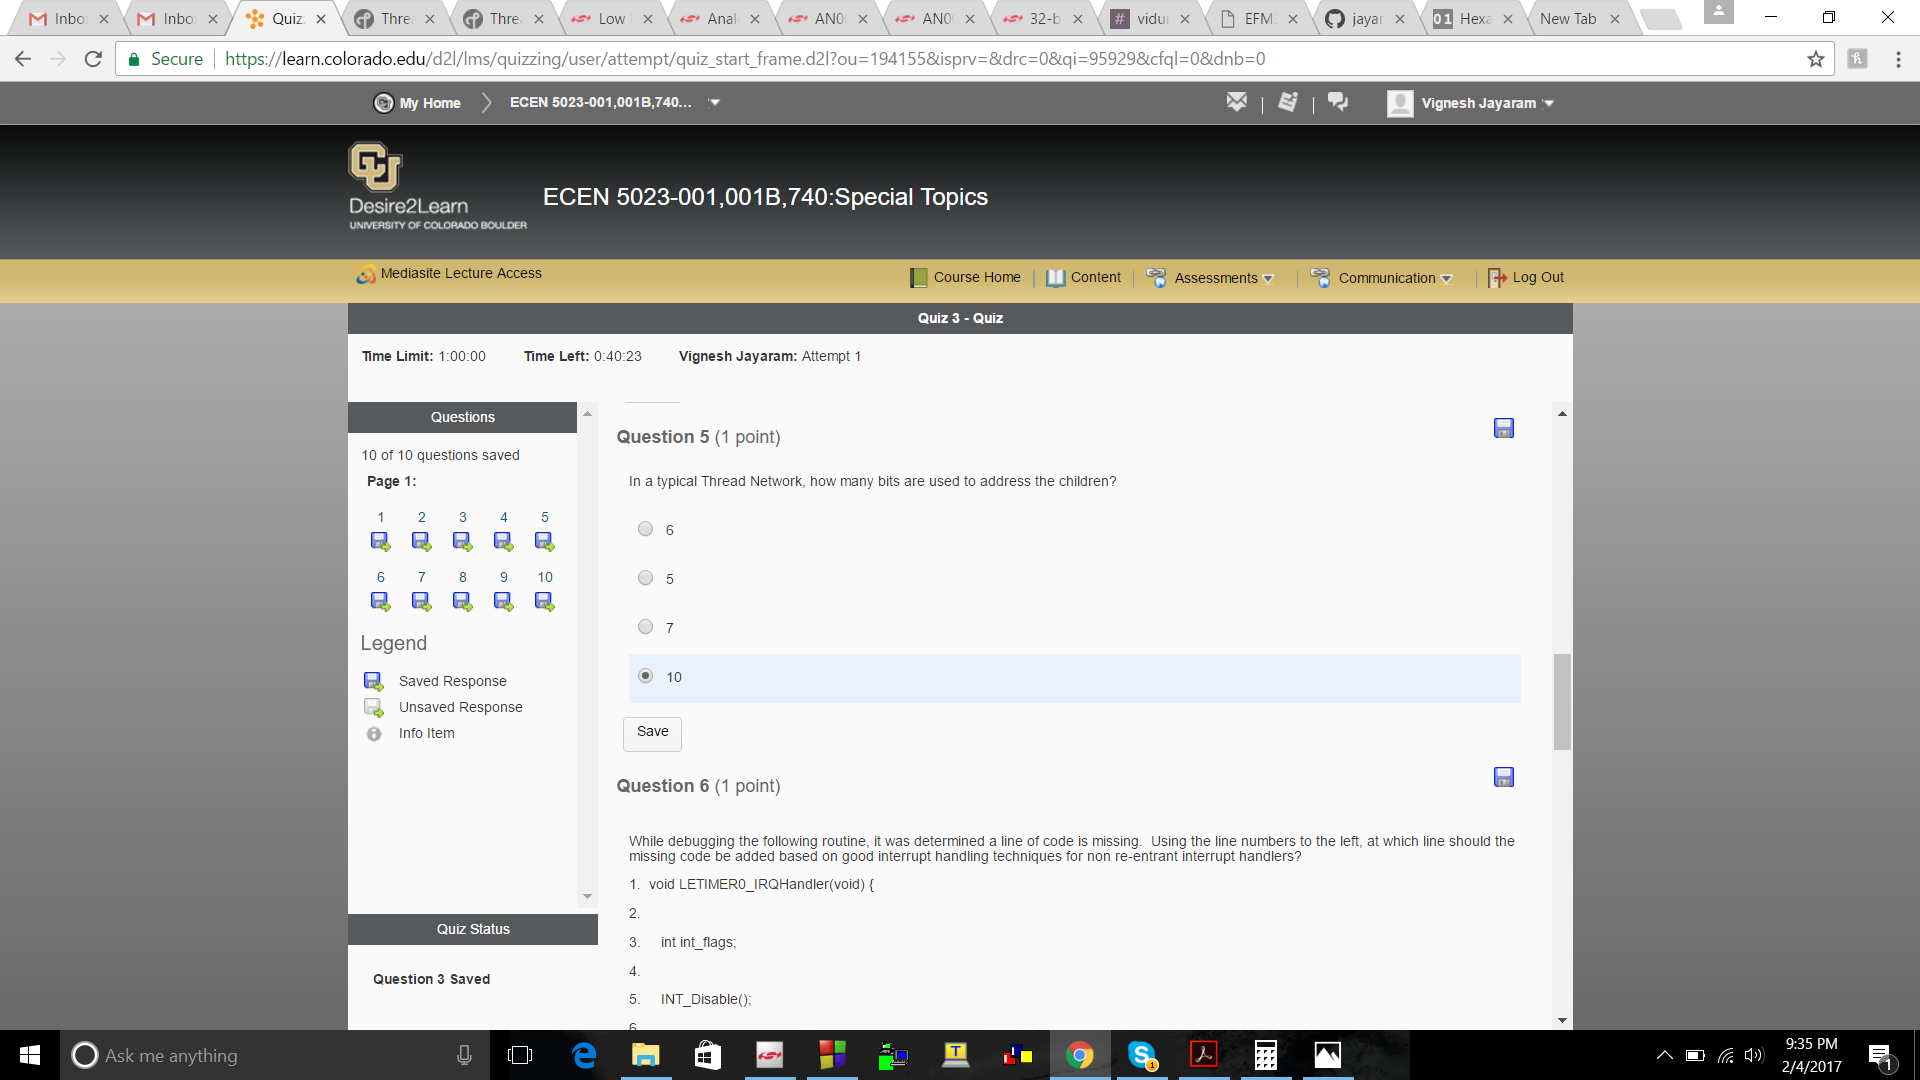 Inbo
Inbo
Quiz
Thre
Thre
Low
Anal
AN0
AN0
32-b
vidur
EFM
jayar
Hexa
New Tab
Secure
https://learn.colorado.edu/d2l/lms/quizzing/user/attempt/quiz_start_frame.d2l?ou=194155&isprv=&drc=0&qi=95929&cfql=0&dnb=0
My Home
ECEN 5023-001,001B,740...
Vignesh Jayaram
CU
Desire2Learn
UNIVERSITY OF COLORADO BOULDER
ECEN 5023-001,001B,740:Special Topics
Mediasite Lecture Access
Course Home
Content
Assessments
Communication
Log Out
Quiz 3 - Quiz
Time Limit: 1:00:00
Time Left: 0:40:23
Vignesh Jayaram: Attempt 1
Questions
10 of 10 questions saved
Page 1:
1 2 3 4 5
6 7 8 9 10
Legend
Saved Response
Unsaved Response
Info Item
Quiz Status
Question 3 Saved
Question 5 (1 point)
In a typical Thread Network, how many bits are used to address the children?
6
5
7
10
Save
Question 6 (1 point)
While debugging the following routine, it was determined a line of code is missing.  Using the line numbers to the left, at which line should the
missing code be added based on good interrupt handling techniques for non re-entrant interrupt handlers?
1.  void LETIMER0_IRQHandler(void) {
2.
3.     int int_flags;
4.
5.     INT_Disable();
6.
Ask me anything
9:35 PM
2/4/2017
1